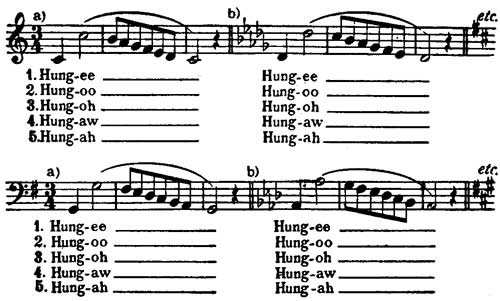 a) b) etc.
3/4
1. Hung-ee Hung-ee
2. Hung-oo Hung-oo
3. Hung-oh Hung-oh
4. Hung-aw Hung-aw
5. Hung-ah Hung-ah
a) b) etc.
3/4
1. Hung-ee Hung-ee
2. Hung-oo Hung-oo
3. Hung-oh Hung-oh
4. Hung-aw Hung-aw
5. Hung-ah Hung-ah